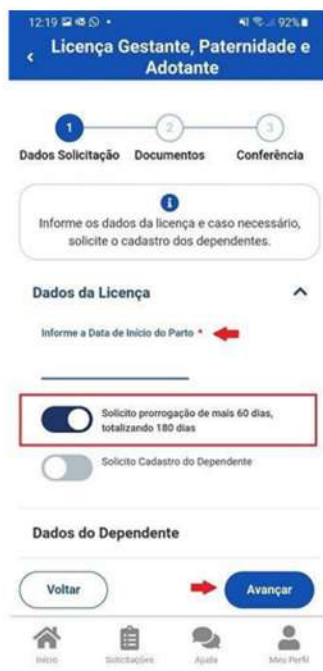 12:19
92%
Licença Gestante, Paternidade e
Adotante
1
2
3
Dados Solicitação
Documentos
Conferência
Informe os dados da licença e caso necessário,
solicite o cadastro dos dependentes.
Dados da Licença
Informe a Data de Início do Parto *
Solicito prorrogação de mais 60 dias,
totalizando 180 dias
Solicito Cadastro do Dependente
Dados do Dependente
Voltar
Avançar
Início
Solicitações
Ajuda
Meu Perfil